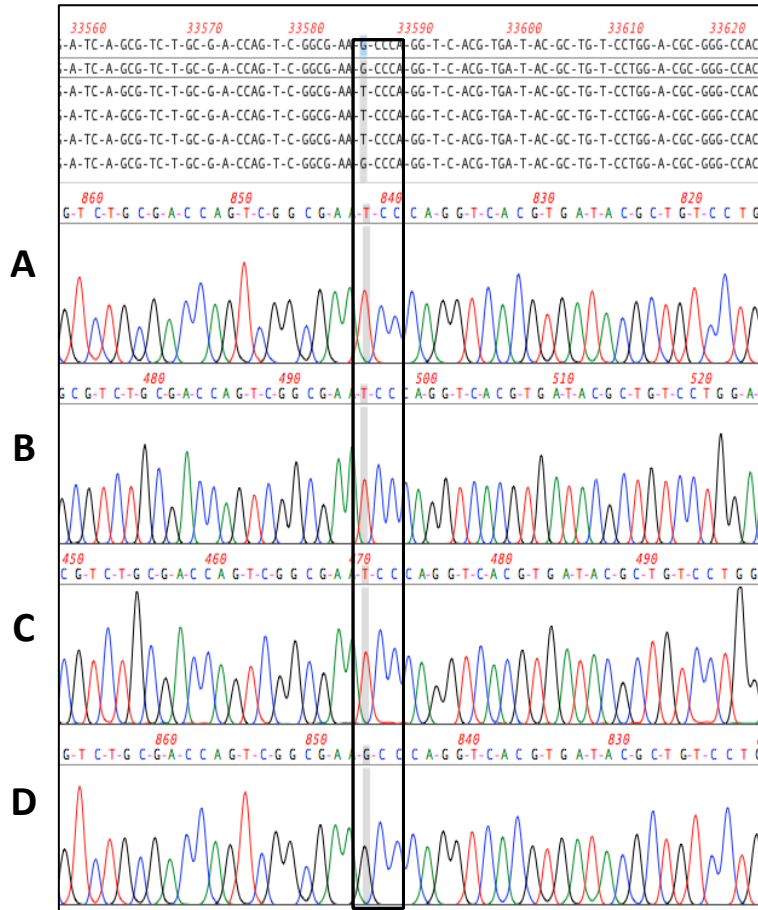 33560 33570 33580 33590 33600 33610 33620
G-A-TC-A-GCG-TC-T-GC-G-A-CCAG-T-C-GGCG-AA-G-CCCA-GG-T-C-ACG-TGA-T-AC-GC-TG-T-CCTGG-A-CGC-GGG-CCAC
G-A-TC-A-GCG-TC-T-GC-G-A-CCAG-T-C-GGCG-AA-G-CCCA-GG-T-C-ACG-TGA-T-AC-GC-TG-T-CCTGG-A-CGC-GGG-CCAC
G-A-TC-A-GCG-TC-T-GC-G-A-CCAG-T-C-GGCG-AA-T-CCCA-GG-T-C-ACG-TGA-T-AC-GC-TG-T-CCTGG-A-CGC-GGG-CCAC
G-A-TC-A-GCG-TC-T-GC-G-A-CCAG-T-C-GGCG-AA-T-CCCA-GG-T-C-ACG-TGA-T-AC-GC-TG-T-CCTGG-A-CGC-GGG-CCAC
G-A-TC-A-GCG-TC-T-GC-G-A-CCAG-T-C-GGCG-AA-T-CCCA-GG-T-C-ACG-TGA-T-AC-GC-TG-T-CCTGG-A-CGC-GGG-CCAC
G-A-TC-A-GCG-TC-T-GC-G-A-CCAG-T-C-GGCG-AA-G-CCCA-GG-T-C-ACG-TGA-T-AC-GC-TG-T-CCTGG-A-CGC-GGG-CCAC
860 850 840 830 820
G-T C-T-G C-G-A-C C A G-T-C-G G C G A A-T-C C C A G G-T-C-A C G-T G A T A C-G C T G-T C C T G
A
480 490 500 510 520
G C G-T C-T-G C G-A-C C A G-T-C-G G C G A A-T-C C C A G G-T-C-A C G-T G A-T-A C G C T G-T-C C T G G A
B
450 460 470 480 490
C G-T C-T-G C-G-A-C C A G-T-C-G G C G A A-T-C C C A G G-T-C-A C G-T G A-T-A C-G C T G-T-C C T G G
C
860 850 840 830
G-T C-T-G C-G-A-C C A G-T-C-G G C G A A-G-C C C A G G-T-C-A C G-T G A T A C G C T G-T C C T G
D